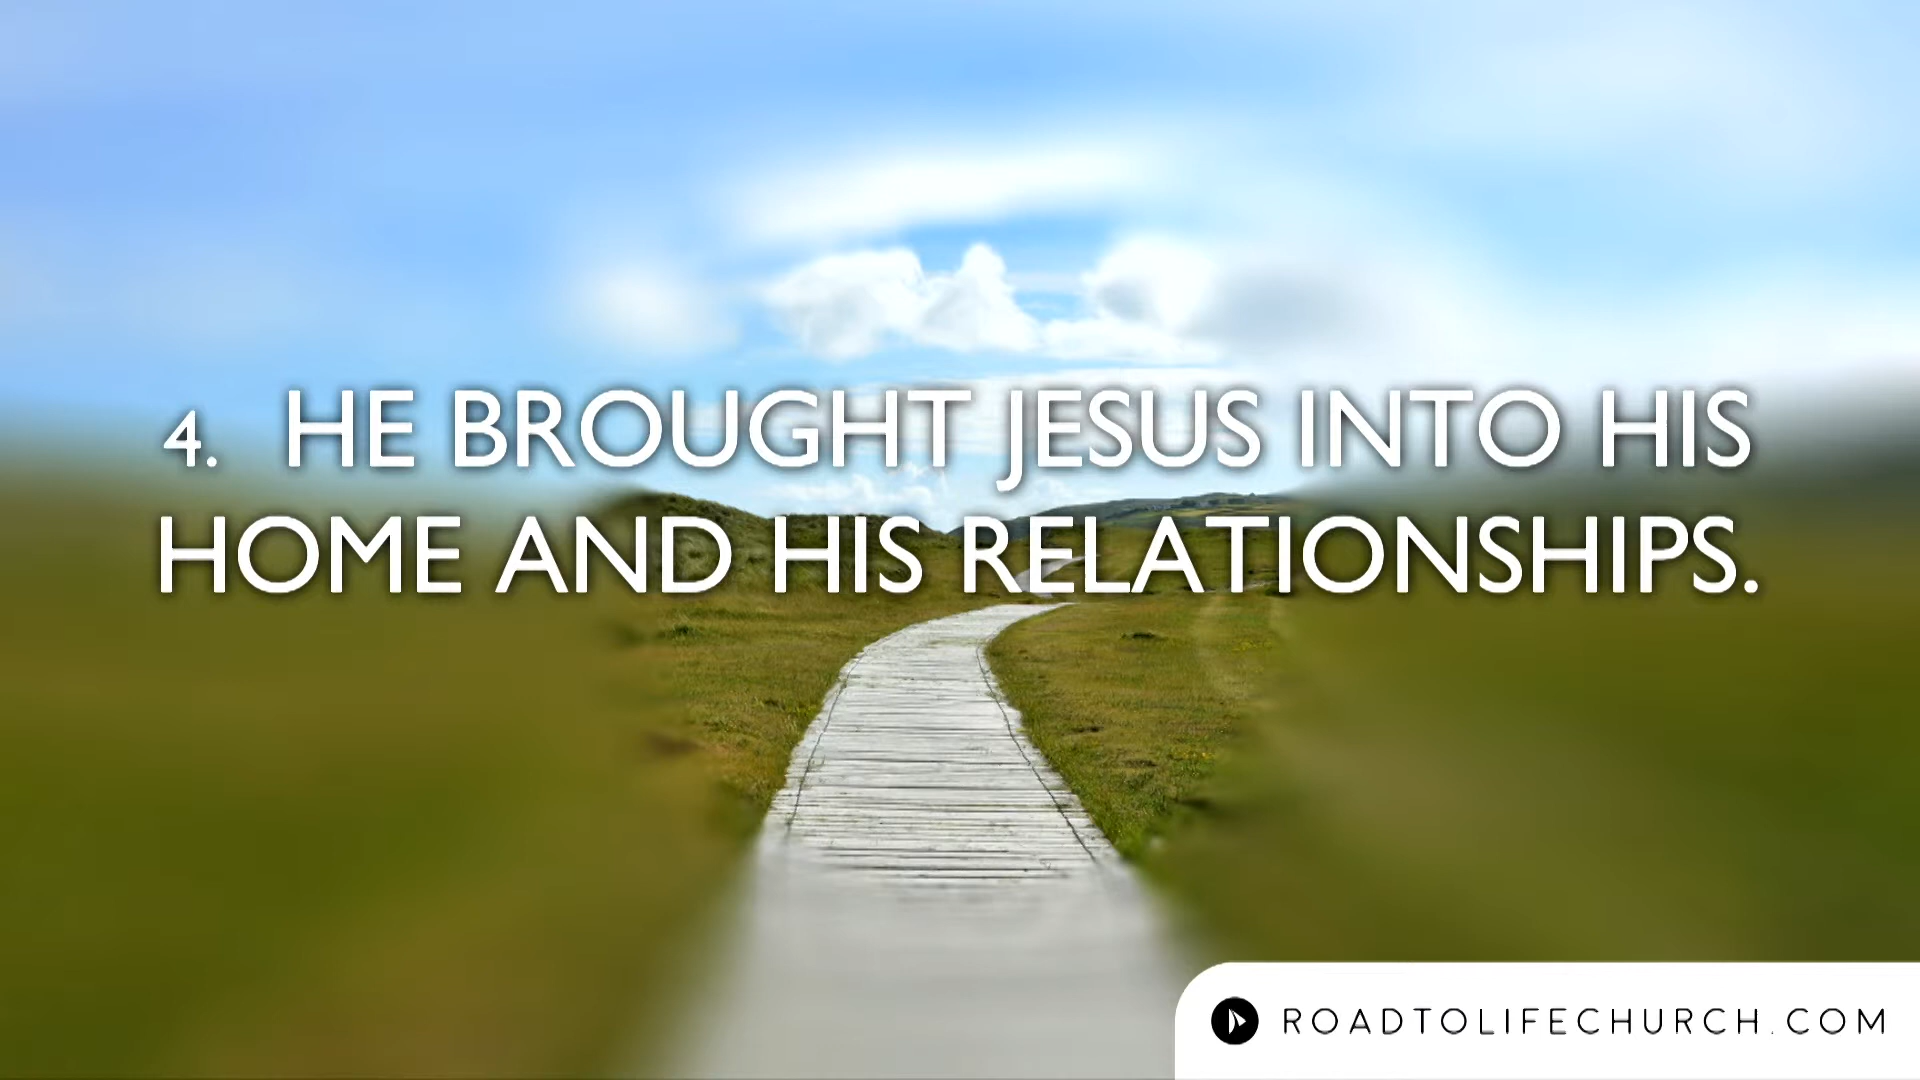 4. HE BROUGHT JESUS INTO HIS
HOME AND HIS RELATIONSHIPS.
ROADTOLIFECHURCH.COM